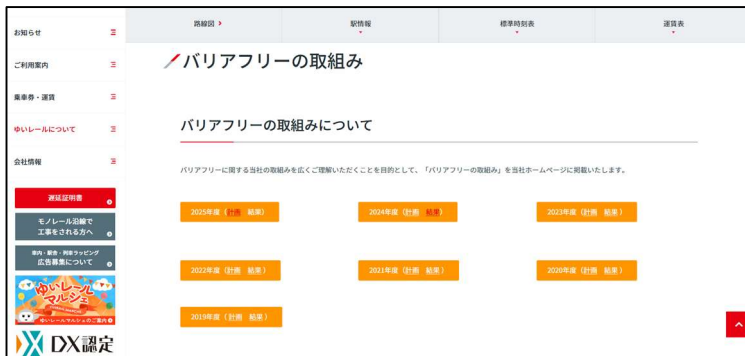 お知らせ
ご利用案内
乗車券・運賃
ゆいレールについて
会社情報
遅延証明書
モノレール沿線で
工事をされる方へ
車内・駅舎・列車ラッピング
広告募集について
ゆいレール
マルシェ
ゆいレールマルシェのご案内
DX認定
路線図
駅情報
標準時刻表
運賃表
バリアフリーの取組み
バリアフリーの取組みについて
バリアフリーに関する当社の取組みを広くご理解いただくことを目的として、「バリアフリーの取組み」を当社ホームページに掲載いたします。
2025年度（計画　結果）
2024年度（計画　結果）
2023年度（計画　結果）
2022年度（計画　結果）
2021年度（計画　結果）
2020年度（計画　結果）
2019年度（計画　結果）